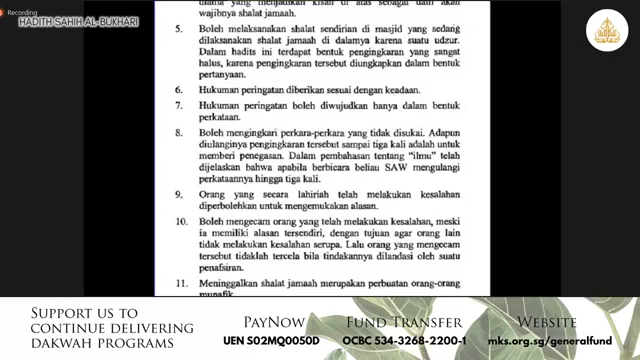 Recording
HADITH SAHIH AL-BUKHARI
ulama yang menjadikan kisah di atas sebagai dalil akan
wajibnya shalat jamaah.
5. Boleh melaksanakan shalat sendirian di masjid yang sedang
dilaksanakan shalat jamaah di dalamya karena suatu udzur.
Dalam hadits ini terdapat bentuk pengingkaran yang sangat
halus, karena pengingkaran tersebut diungkapkan dalam bentuk
pertanyaan.
6. Hukuman peringatan diberikan sesuai dengan keadaan.
7. Hukuman peringatan boleh diwujudkan hanya dalam bentuk
perkataan.
8. Boleh mengingkari perkara-perkara yang tidak disukai. Adapun
diulanginya pengingkaran tersebut sampai tiga kali adalah untuk
memberi penegasan. Dalam pembahasan tentang "ilmu" telah
dijelaskan bahwa apabila berbicara beliau SAW mengulangi
perkataannya hingga tiga kali.
9. Orang yang secara lahiriah telah melakukan kesalahan
diperbolehkan untuk mengemukakan alasan.
10. Boleh mengecam orang yang telah melakukan kesalahan, meski
ia memiliki alasan tersendiri, dengan tujuan agar orang lain
tidak melakukan kesalahan serupa. Lalu orang yang mengecam
tersebut tidaklah tercela bila tindakannya dilandasi oleh suatu
penafsiran.
11. Meninggalkan shalat jamaah merupakan perbuatan orang-orang
munafik.
Support us to
continue delivering
dakwah programs
PayNow
UEN S02MQ0050D
Fund Transfer
OCBC 534-3268-2200-1
Website
mks.org.sg/generalfund